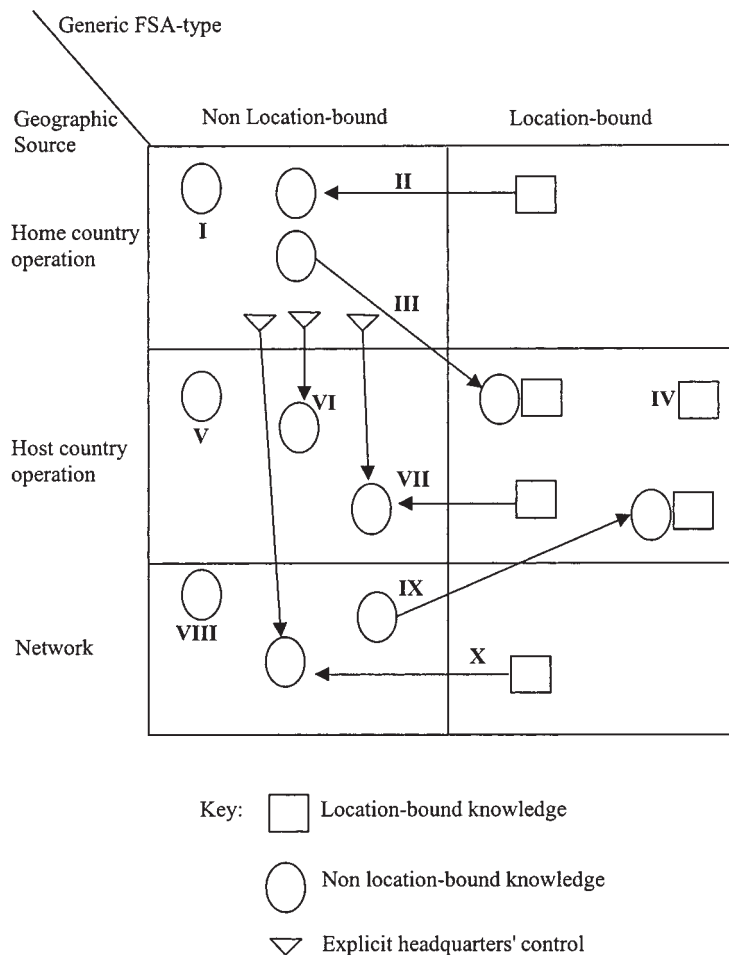 Generic FSA-type
Geographic
Source
Non Location-bound
Location-bound
Home country
operation
I
II
III
Host country
operation
IV
V
VI
VII
Network
VIII
IX
X
Key:
Location-bound knowledge
Non location-bound knowledge
Explicit headquarters' control